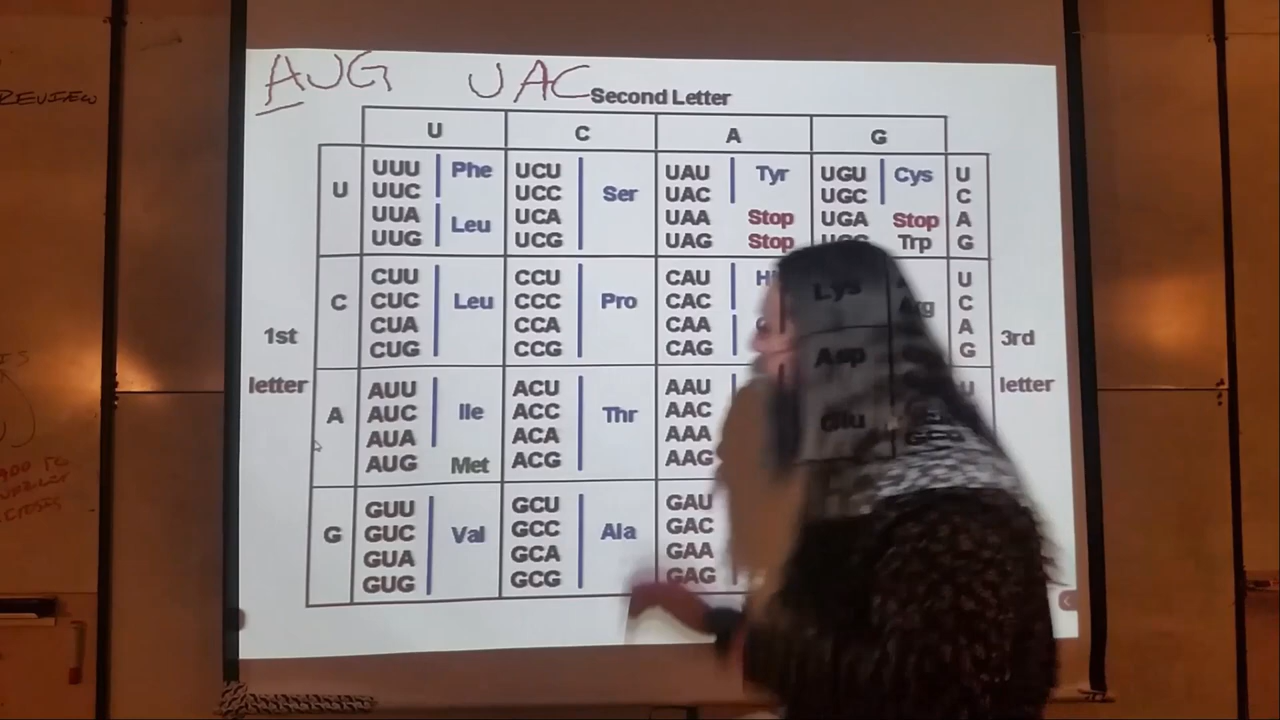 REVIEW
AUG UAC
Second Letter
U C A G
UUU Phe UCU UAU Tyr UGU Cys U
U UUC UCC Ser UAC UGC C
UUA Leu UCA UAA Stop UGA Stop A
UUG UCG UAG Stop Trp G
CUU CCU CAU U
C CUC Leu CCC Pro CAC C
CUA CCA CAA A
CUG CCG CAG G
1st 3rd
letter letter
AUU ACU AAU U
A AUC Ile ACC Thr AAC
AUA ACA AAA
AUG Met ACG AAG
GUU GCU GAU
G GUC Val GCC Ala GAC
GUA GCA GAA
GUG GCG GAG
Lys
Arg
Asp
Glu